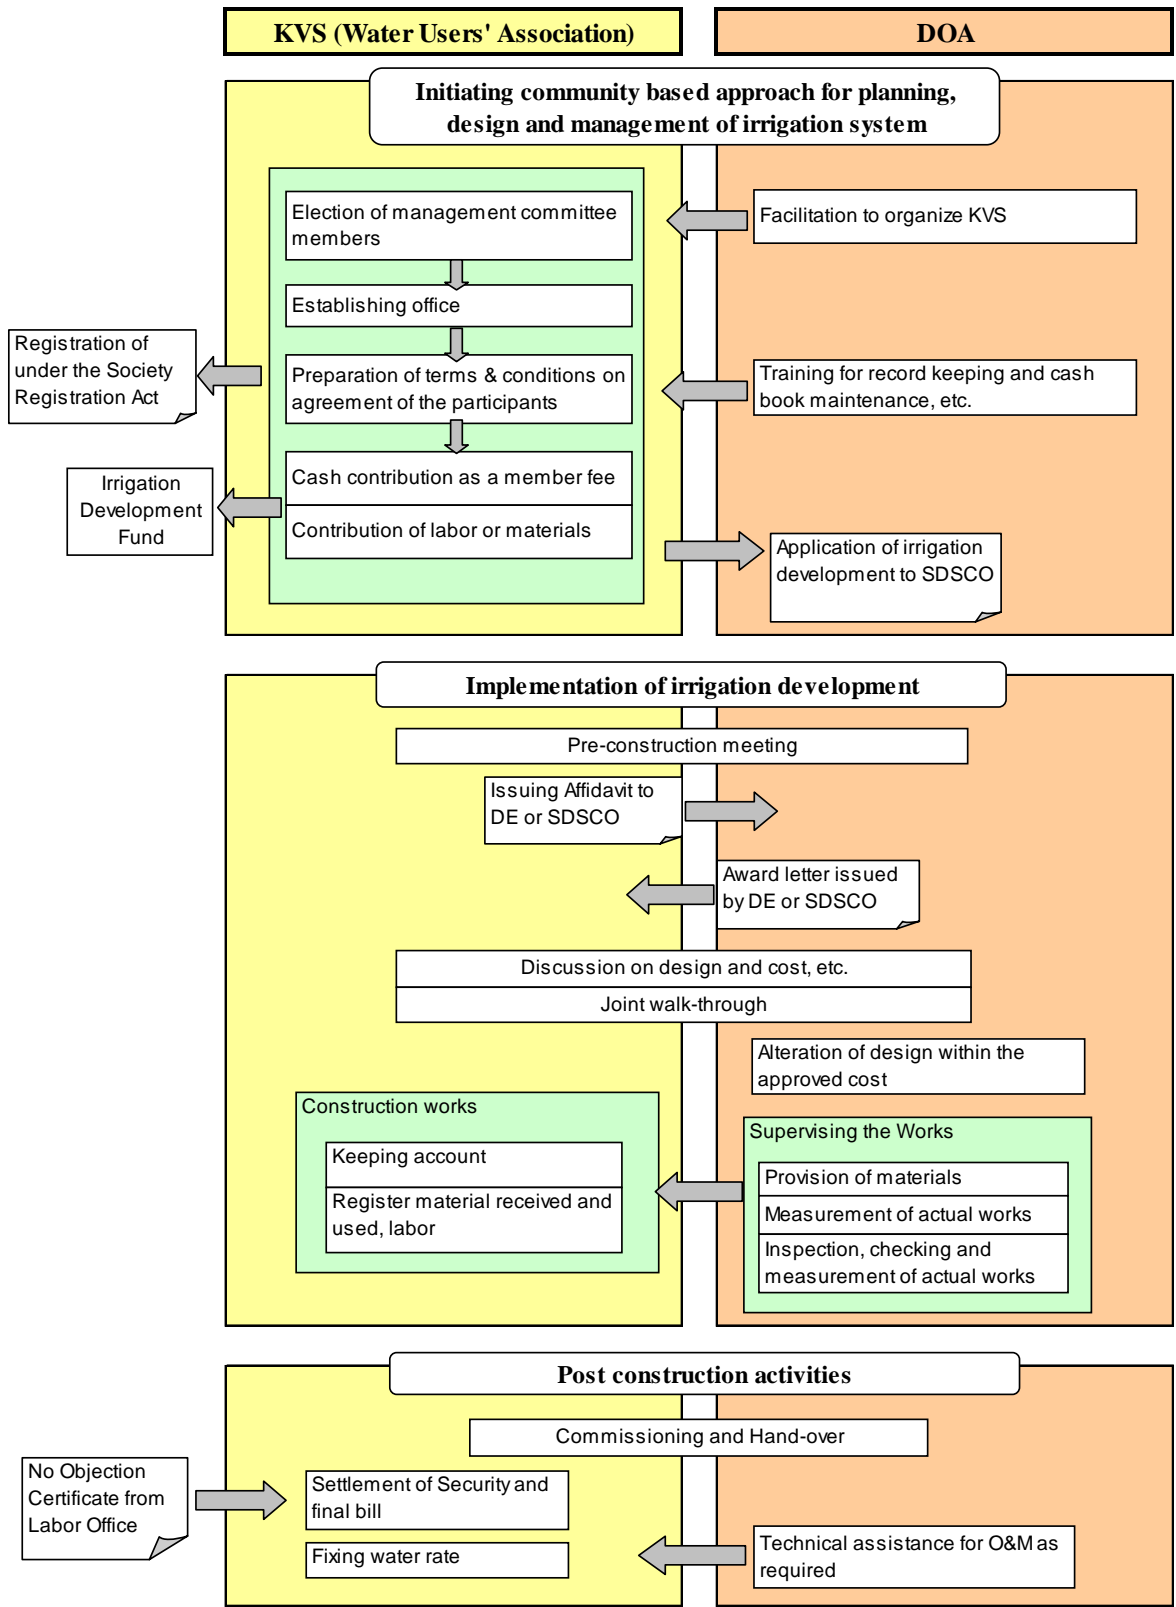 KVS (Water Users' Association)
DOA
Initiating community based approach for planning,
design and management of irrigation system
Election of management committee
members
Facilitation to organize KVS
Establishing office
Registration of
under the Society
Registration Act
Preparation of terms & conditions on
agreement of the participants
Training for record keeping and cash
book maintenance, etc.
Irrigation
Development
Fund
Cash contribution as a member fee
Contribution of labor or materials
Application of irrigation
development to SDSCO
Implementation of irrigation development
Pre-construction meeting
Issuing Affidavit to
DE or SDSCO
Award letter issued
by DE or SDSCO
Discussion on design and cost, etc.
Joint walk-through
Alteration of design within the
approved cost
Construction works
Keeping account
Register material received and
used, labor
Supervising the Works
Provision of materials
Measurement of actual works
Inspection, checking and
measurement of actual works
Post construction activities
Commissioning and Hand-over
No Objection
Certificate from
Labor Office
Settlement of Security and
final bill
Fixing water rate
Technical assistance for O&M as
required